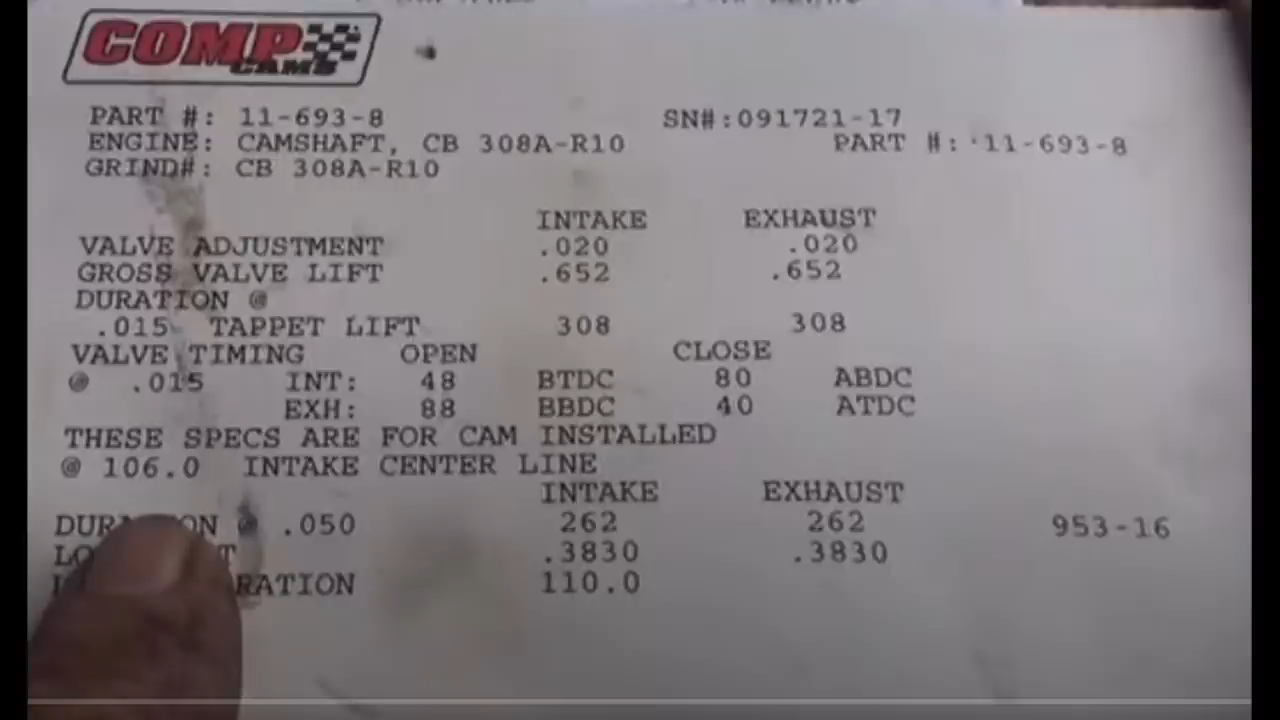 COMP
CAMS
PART #: 11-693-8 SN#:091721-17
ENGINE: CAMSHAFT, CB 308A-R10 PART #: 11-693-8
GRIND#: CB 308A-R10
INTAKE EXHAUST
VALVE ADJUSTMENT .020 .020
GROSS VALVE LIFT .652 .652
DURATION @
.015 TAPPET LIFT 308 308
VALVE TIMING OPEN CLOSE
@ .015 INT: 48 BTDC 80 ABDC
EXH: 88 BBDC 40 ATDC
THESE SPECS ARE FOR CAM INSTALLED
@ 106.0 INTAKE CENTER LINE
INTAKE EXHAUST
DURATION @ .050 262 262 953-16
.3830 .3830
110.0